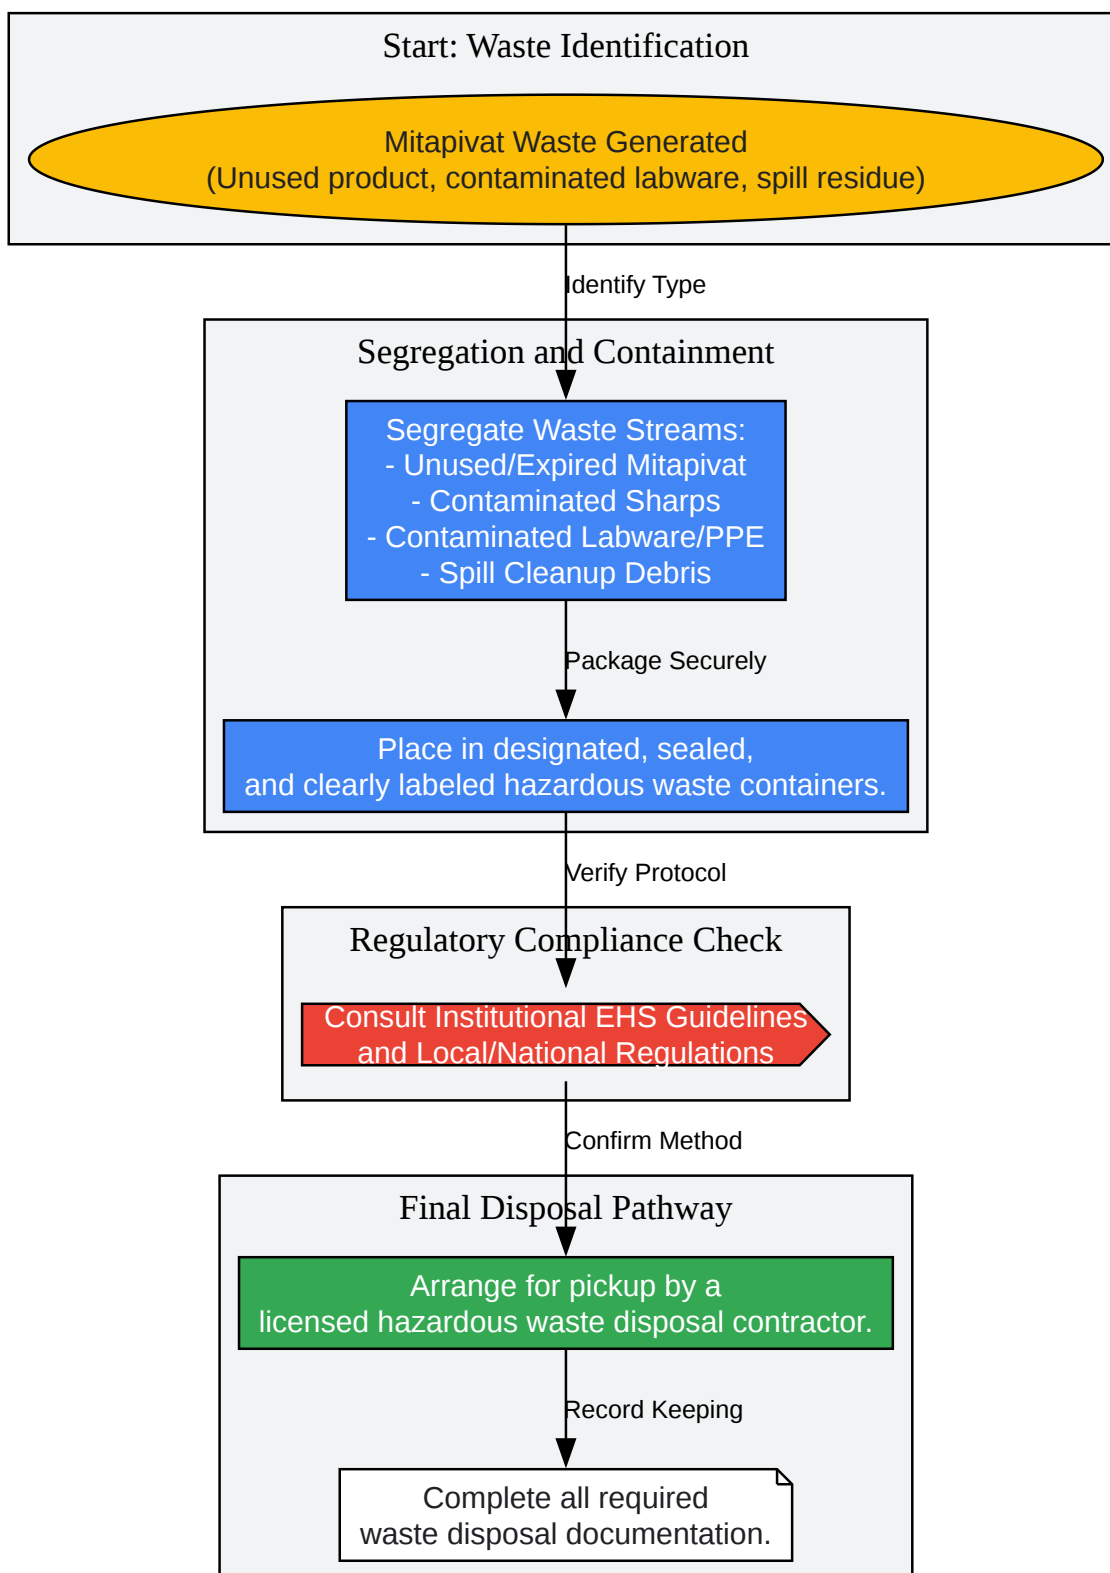 Start: Waste Identification
Mitapivat Waste Generated
(Unused product, contaminated labware, spill residue)
Identify Type
Segregation and Containment
Segregate Waste Streams:
- Unused/Expired Mitapivat
- Contaminated Sharps
- Contaminated Labware/PPE
- Spill Cleanup Debris
Package Securely
Place in designated, sealed,
and clearly labeled hazardous waste containers.
Verify Protocol
Regulatory Compliance Check
Consult Institutional EHS Guidelines
and Local/National Regulations
Confirm Method
Final Disposal Pathway
Arrange for pickup by a
licensed hazardous waste disposal contractor.
Record Keeping
Complete all required
waste disposal documentation.